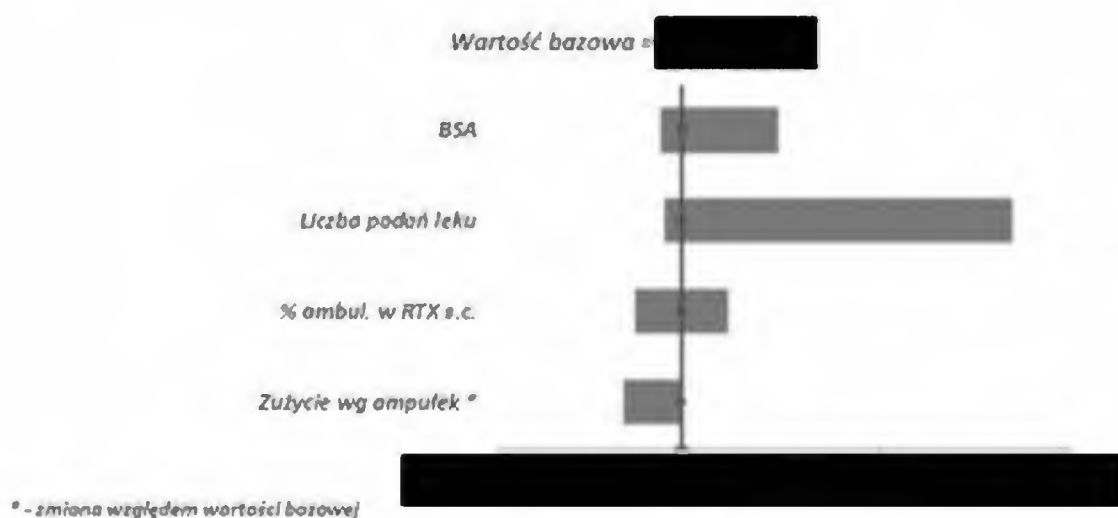 Wartość bazowa =
BSA
Liczba podań leku
% ambul. w RTX s.c.
Zużycie wg ampułek *
* - zmiana względem wartości bazowej